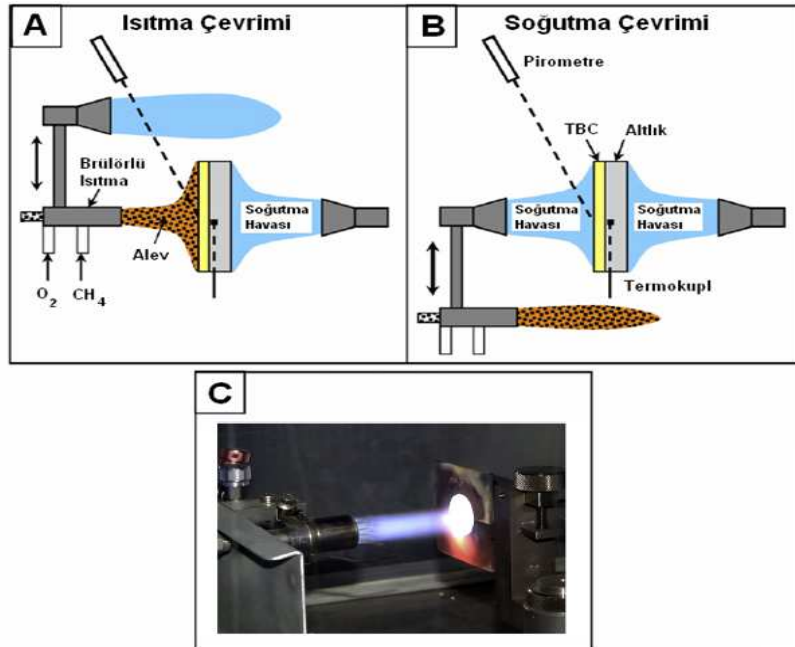 A
Isıtma Çevrimi
Brülörlü
Isıtma
Alev
O2
CH4
Soğutma
Havası
B
Soğutma Çevrimi
Pirometre
TBC
Altlık
Soğutma
Havası
Soğutma
Havası
Termokupl
C